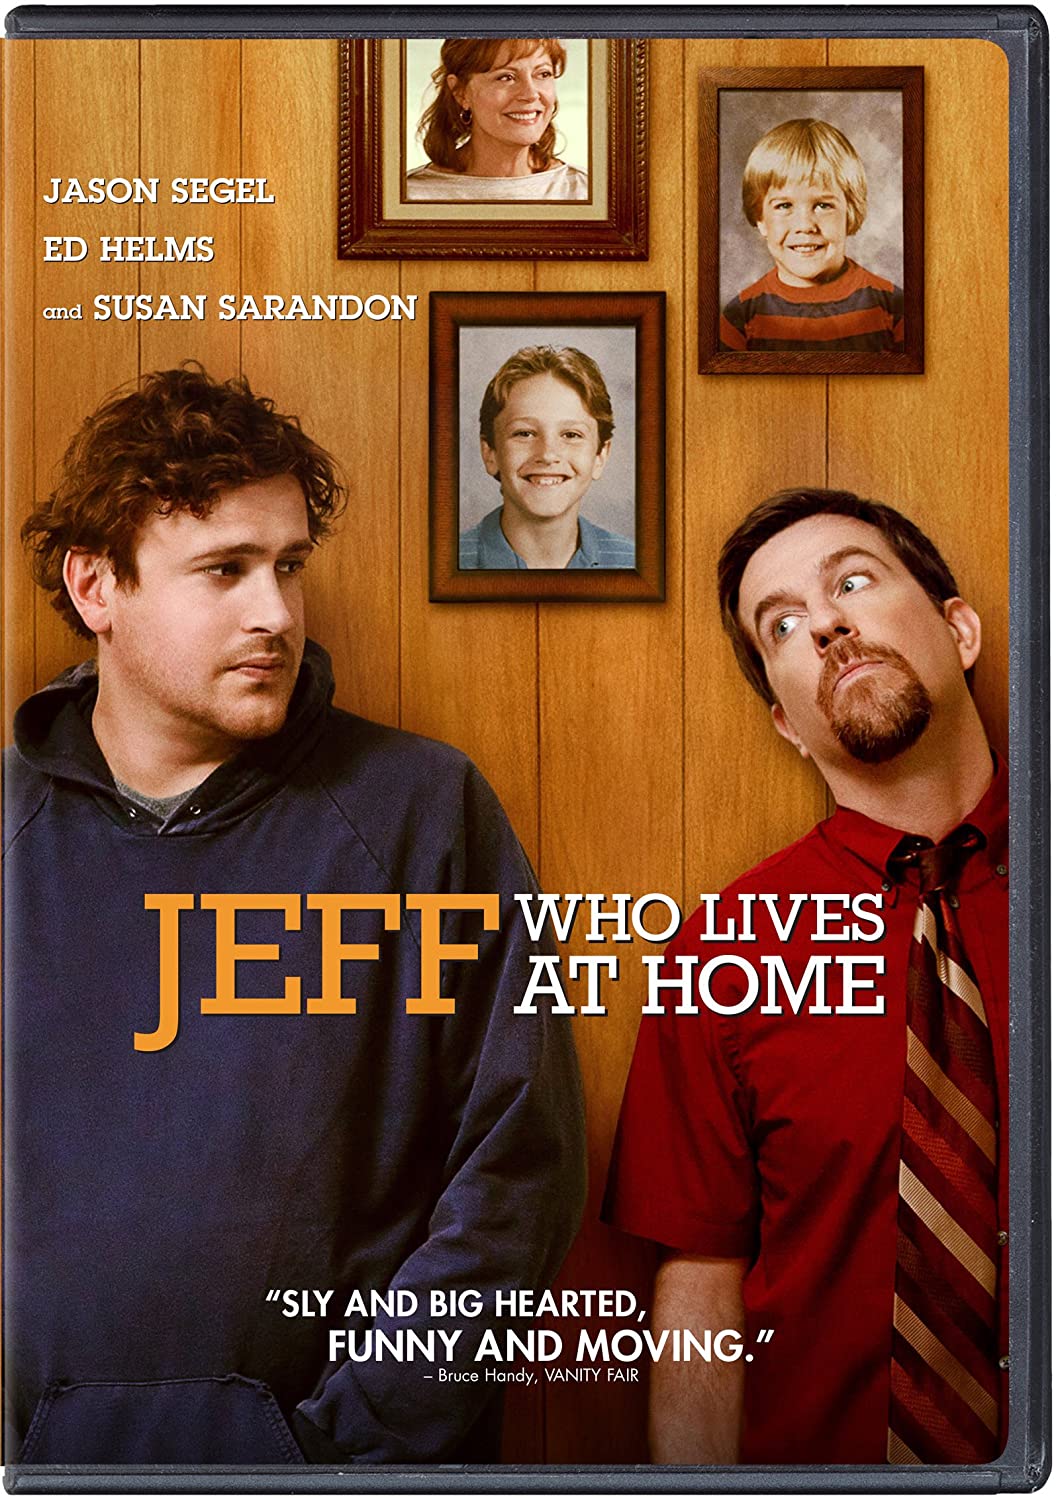 JASON SEGEL
ED HELMS
and SUSAN SARANDON
JEFF WHO LIVES
AT HOME
“SLY AND BIG HEARTED,
FUNNY AND MOVING.”
– Bruce Handy, VANITY FAIR